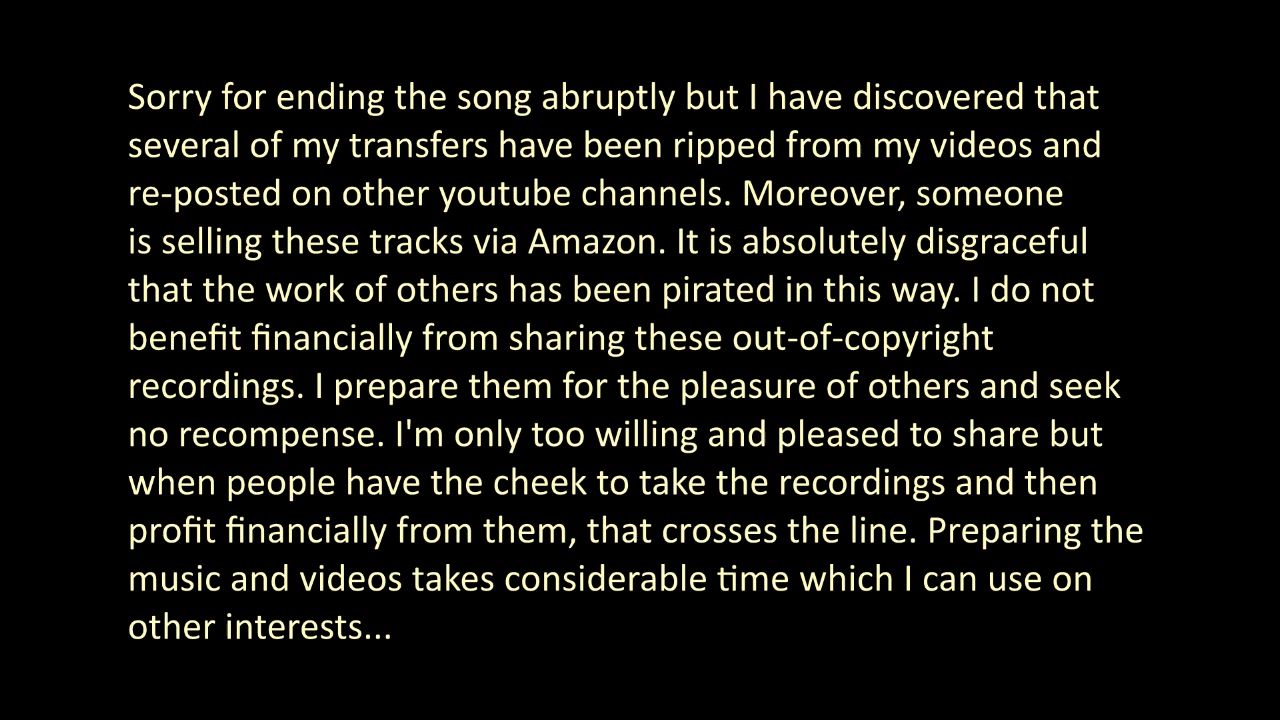 Sorry for ending the song abruptly but I have discovered that
several of my transfers have been ripped from my videos and
re-posted on other youtube channels. Moreover, someone
is selling these tracks via Amazon. It is absolutely disgraceful
that the work of others has been pirated in this way. I do not
benefit financially from sharing these out-of-copyright
recordings. I prepare them for the pleasure of others and seek
no recompense. I'm only too willing and pleased to share but
when people have the cheek to take the recordings and then
profit financially from them, that crosses the line. Preparing the
music and videos takes considerable time which I can use on
other interests...